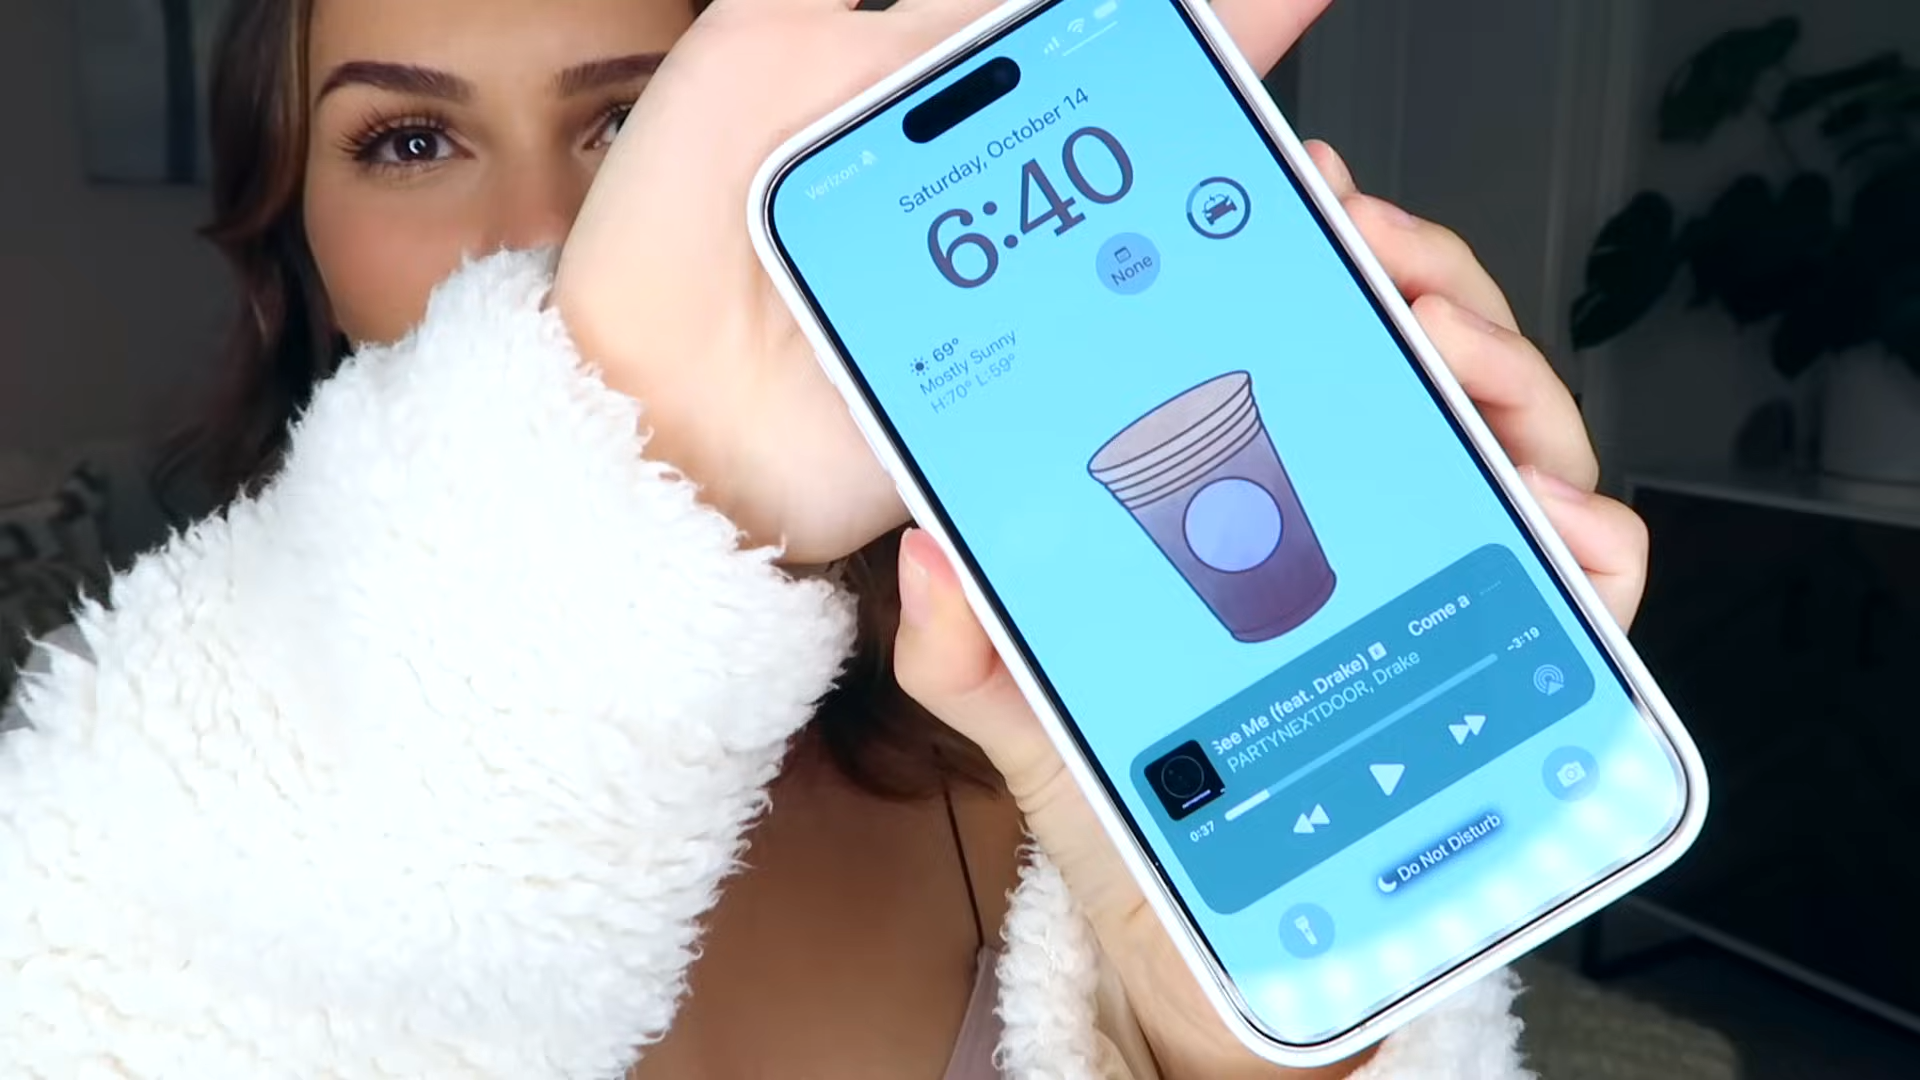 Verizon
Saturday, October 14
6:40
None
69°
Mostly Sunny
H:70° L:59°
See Me (feat. Drake) E Come a
PARTYNEXTDOOR, Drake
0:37
-3:19
Do Not Disturb